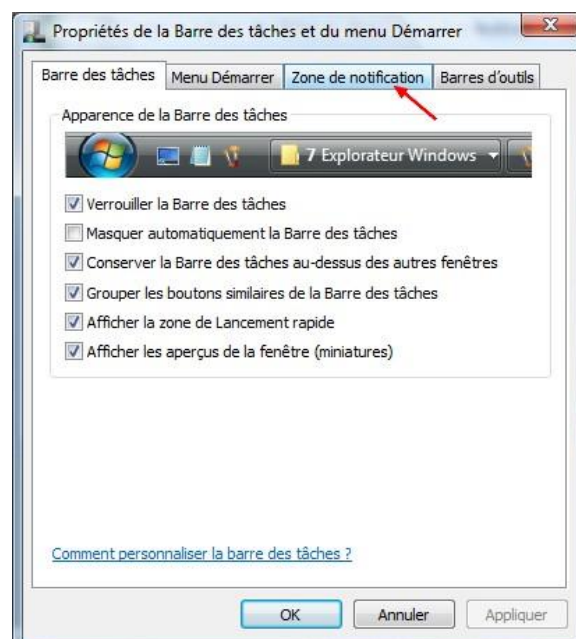 Propriétés de la Barre des tâches et du menu Démarrer
Barre des tâches Menu Démarrer Zone de notification Barres d'outils
Apparence de la Barre des tâches
7 Explorateur Windows
Verrouiller la Barre des tâches
Masquer automatiquement la Barre des tâches
Conserver la Barre des tâches au-dessus des autres fenêtres
Grouper les boutons similaires de la Barre des tâches
Afficher la zone de Lancement rapide
Afficher les aperçus de la fenêtre (miniatures)
Comment personnaliser la barre des tâches ?
OK Annuler Appliquer